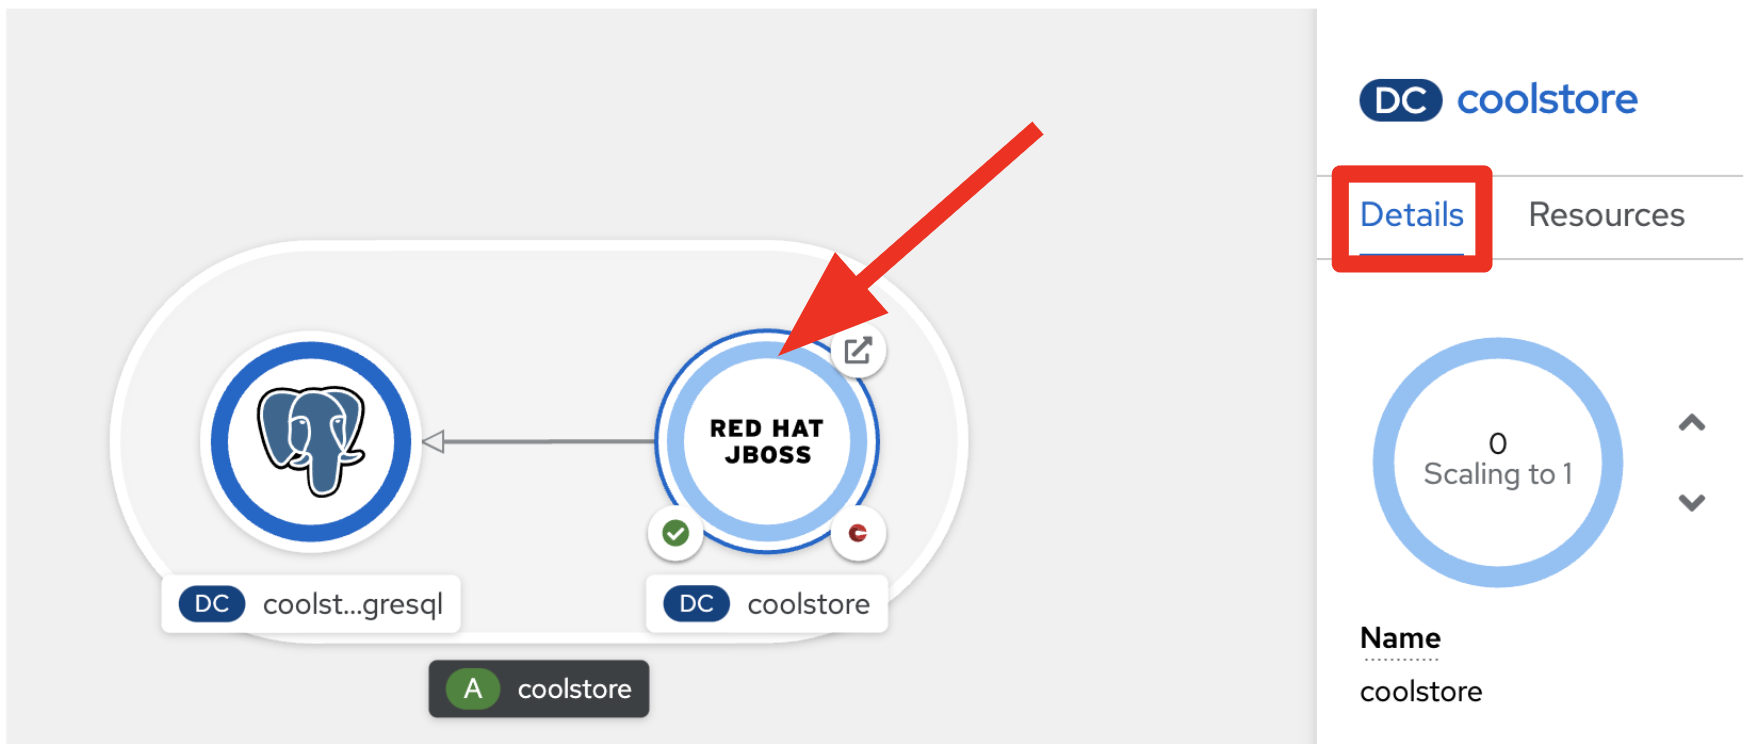 DC coolstore
Details Resources
RED HAT
JBOSS
0
Scaling to 1
DC coolst...gresql
DC coolstore
Name
A coolstore
coolstore